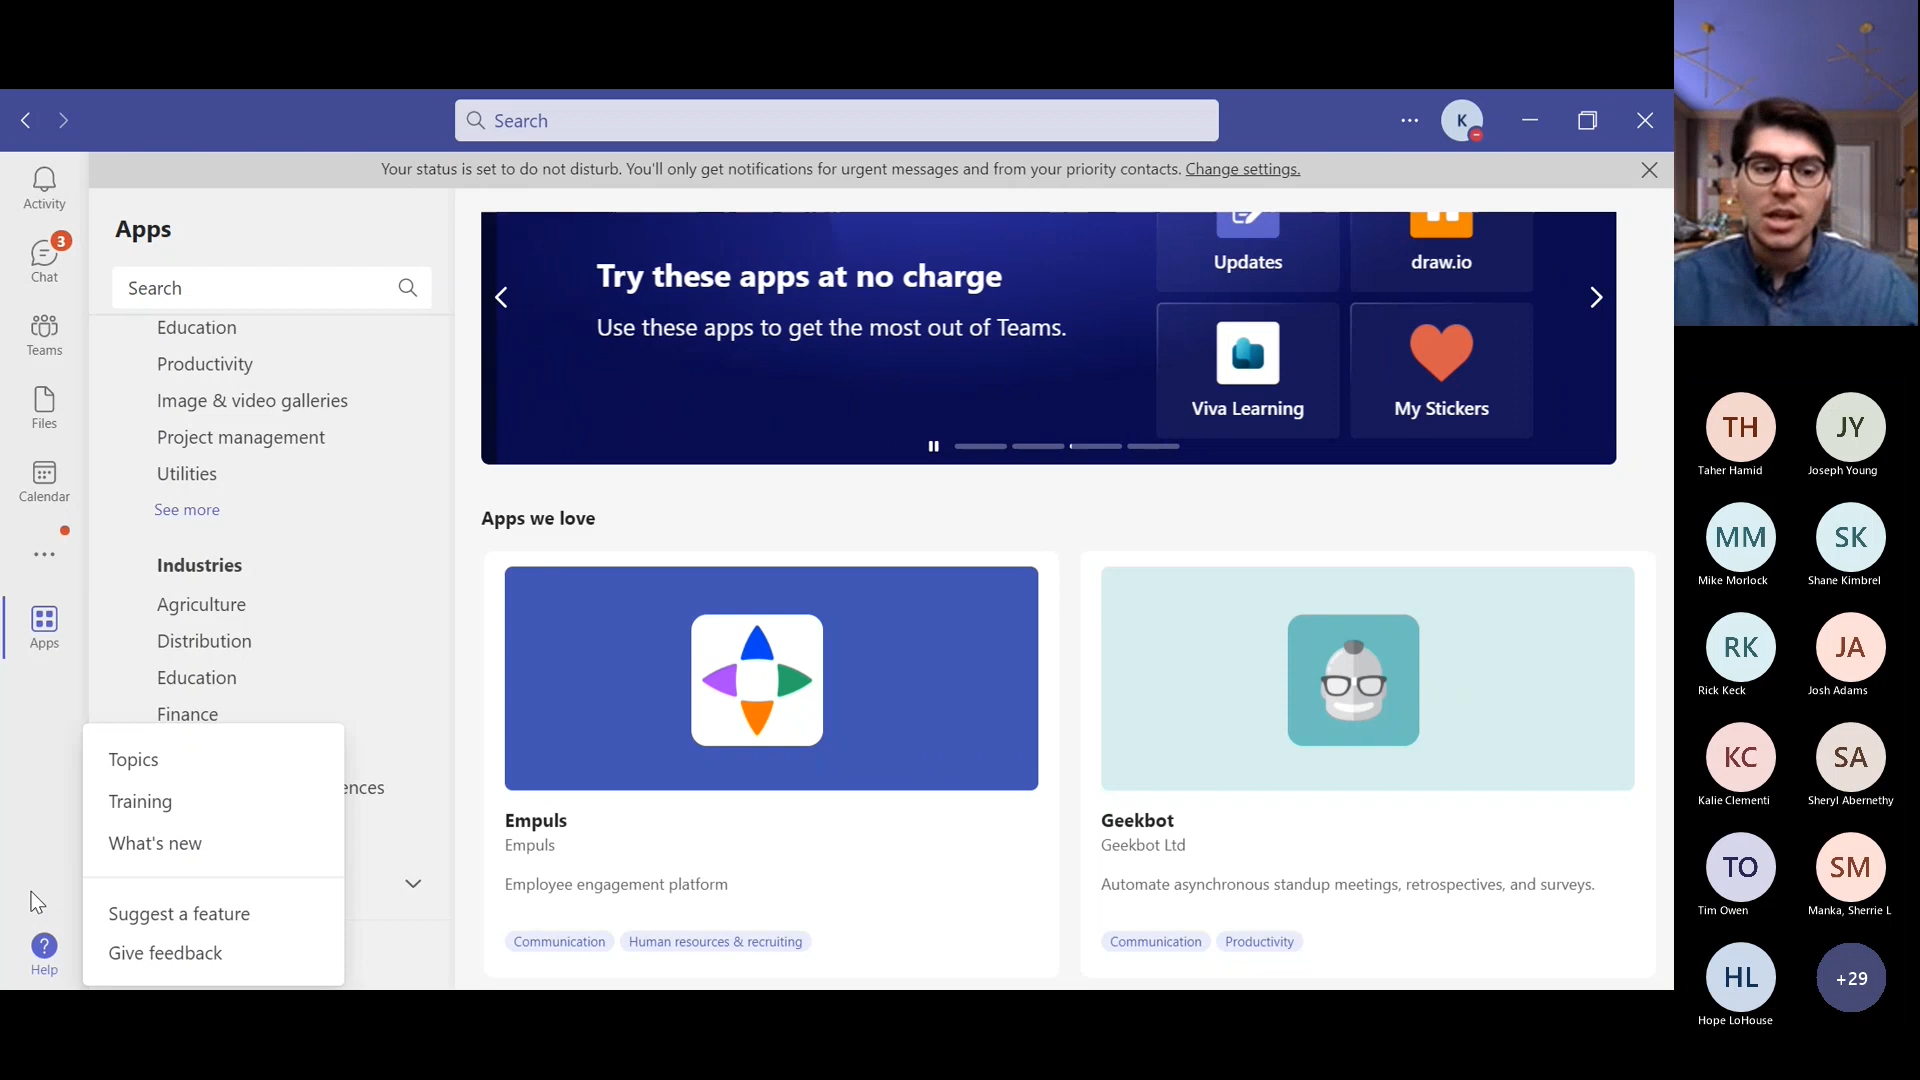 Search
K
Your status is set to do not disturb. You'll only get notifications for urgent messages and from your priority contacts. Change settings.
Activity
3
Chat
Teams
Files
Calendar
Apps
?
Help
Apps
Search
Education
Productivity
Image & video galleries
Project management
Utilities
See more
Industries
Agriculture
Distribution
Education
Finance
ences
Topics
Training
What's new
Suggest a feature
Give feedback
Try these apps at no charge
Use these apps to get the most out of Teams.
Updates
draw.io
Viva Learning
My Stickers
Apps we love
Empuls
Empuls
Employee engagement platform
Communication
Human resources & recruiting
Geekbot
Geekbot Ltd
Automate asynchronous standup meetings, retrospectives, and surveys.
Communication
Productivity
TH
Taher Hamid
JY
Joseph Young
MM
Mike Morlock
SK
Shane Kimbrel
RK
Rick Keck
JA
Josh Adams
KC
Kalie Clementi
SA
Sheryl Abernethy
TO
Tim Owen
SM
Manka, Sherrie L
HL
Hope LoHouse
+29